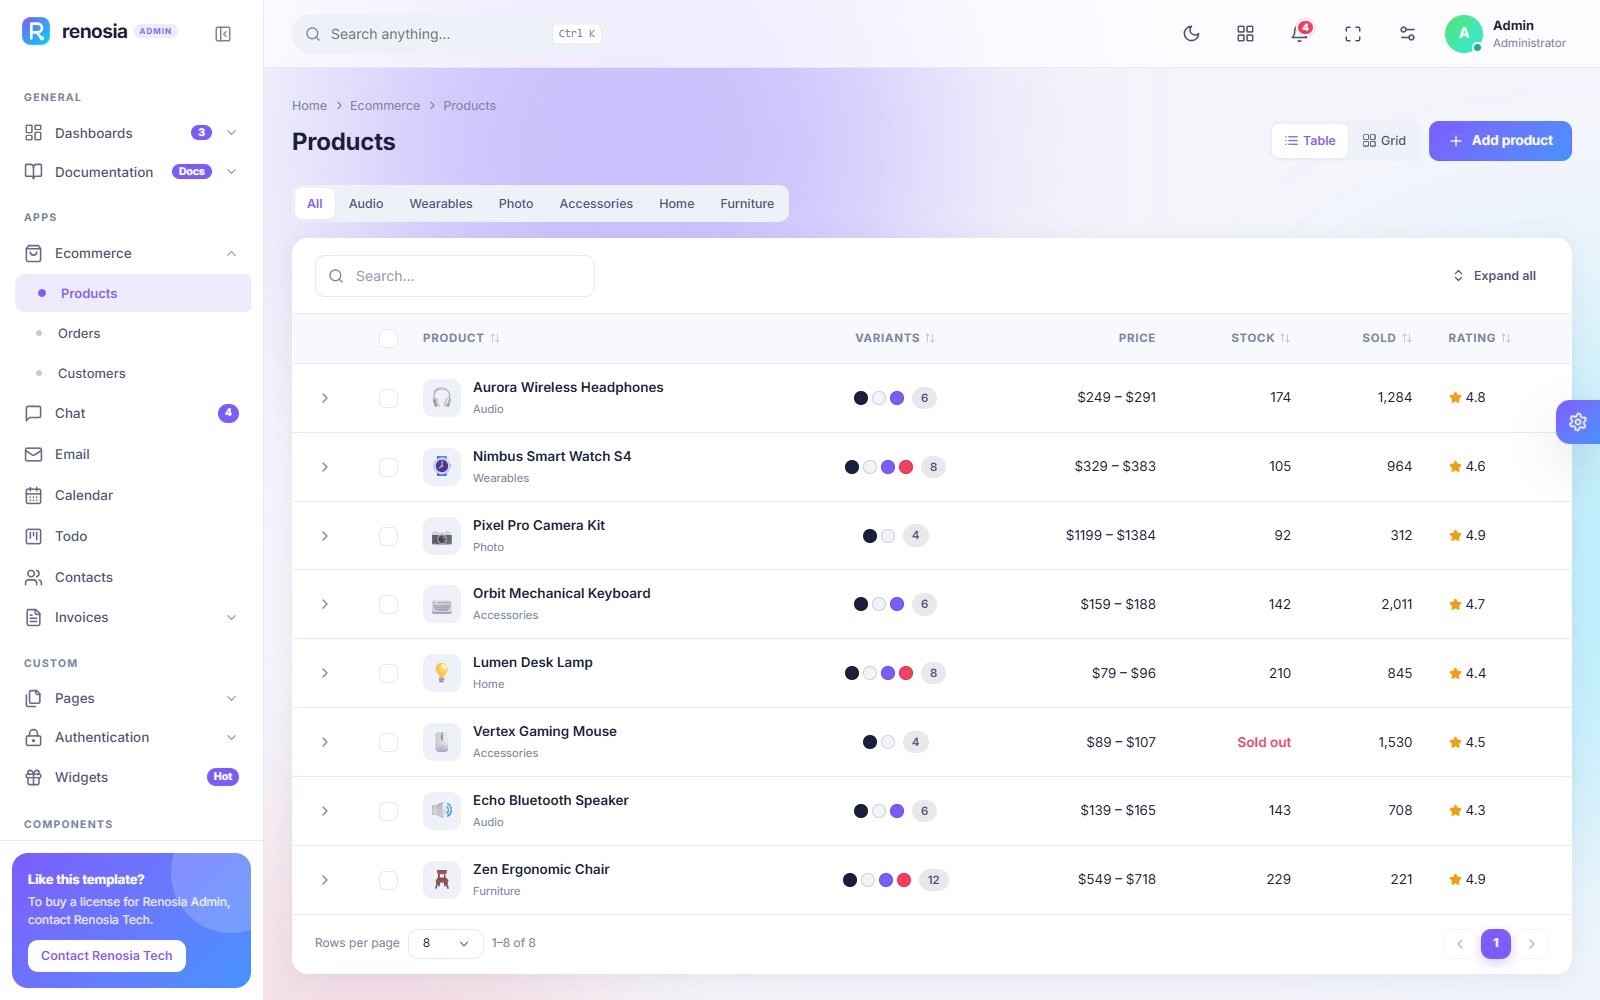 renosia ADMIN
Search anything...
Ctrl K
4
A
Admin
Administrator
GENERAL
Dashboards 3
Documentation Docs
APPS
Ecommerce
Products
Orders
Customers
Chat 4
Email
Calendar
Todo
Contacts
Invoices
CUSTOM
Pages
Authentication
Widgets Hot
COMPONENTS
Like this template?
To buy a license for Renosia Admin,
contact Renosia Tech.
Contact Renosia Tech
Home > Ecommerce > Products
Products
Table Grid
+ Add product
All Audio Wearables Photo Accessories Home Furniture
Search...
Expand all
PRODUCT VARIANTS PRICE STOCK SOLD RATING
Aurora Wireless Headphones
Audio
6 $249 – $291 174 1,284 4.8
Nimbus Smart Watch S4
Wearables
8 $329 – $383 105 964 4.6
Pixel Pro Camera Kit
Photo
4 $1199 – $1384 92 312 4.9
Orbit Mechanical Keyboard
Accessories
6 $159 – $188 142 2,011 4.7
Lumen Desk Lamp
Home
8 $79 – $96 210 845 4.4
Vertex Gaming Mouse
Accessories
4 $89 – $107 Sold out 1,530 4.5
Echo Bluetooth Speaker
Audio
6 $139 – $165 143 708 4.3
Zen Ergonomic Chair
Furniture
12 $549 – $718 229 221 4.9
Rows per page 8 1–8 of 8
1